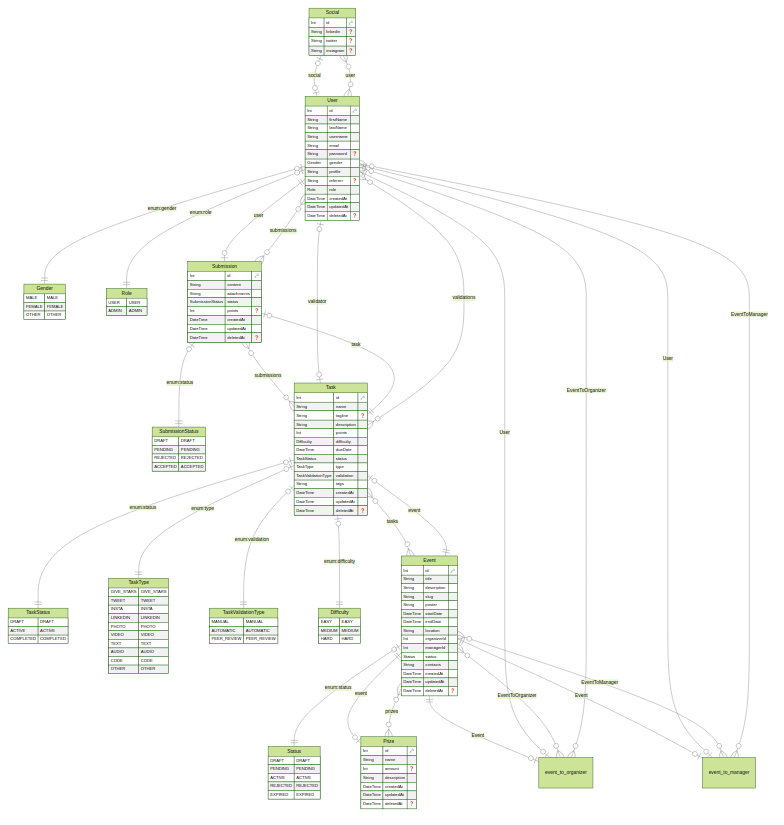 Social
Int id
String linkedin ?
String twitter ?
String instagram ?
social
user
User
Int id
String firstName
String lastName
String username
String email
String password ?
Gender gender
String profile
String referrer ?
Role role
DateTime createdAt
DateTime updatedAt
DateTime deletedAt ?
enum:gender
enum:role
user
submissions
Submission
Int id
String content
String attachments
SubmissionStatus status
Int points ?
DateTime createdAt
DateTime updatedAt
DateTime deletedAt ?
Gender
MALE MALE
FEMALE FEMALE
OTHER OTHER
Role
USER USER
ADMIN ADMIN
validator
validations
EventToManager
task
User
enum:status
submissions
EventToOrganizer
Task
Int id
String name
String tagline ?
String description
Int points
Difficulty difficulty
DateTime dueDate
TaskStatus status
TaskType type
TaskValidationType validation
String tags
DateTime createdAt
DateTime updatedAt
DateTime deletedAt ?
SubmissionStatus
DRAFT DRAFT
PENDING PENDING
REJECTED REJECTED
ACCEPTED ACCEPTED
User
enum:status
enum:type
event
tasks
enum:validation
enum:difficulty
Event
Int id
String title
String description
String slug
String poster
DateTime startDate
DateTime endDate
String location
Int organizerId
Int managerId
Status status
String contacts
DateTime createdAt
DateTime updatedAt
DateTime deletedAt ?
TaskType
GIVE_STARS GIVE_STARS
TWEET TWEET
INSTA INSTA
LINKEDIN LINKEDIN
PHOTO PHOTO
VIDEO VIDEO
TEXT TEXT
AUDIO AUDIO
CODE CODE
OTHER OTHER
TaskStatus
DRAFT DRAFT
ACTIVE ACTIVE
COMPLETED COMPLETED
TaskValidationType
MANUAL MANUAL
AUTOMATIC AUTOMATIC
PEER_REVIEW PEER_REVIEW
Difficulty
EASY EASY
MEDIUM MEDIUM
HARD HARD
enum:status
event
EventToManager
EventToOrganizer
Event
prizes
Event
Status
DRAFT DRAFT
PENDING PENDING
ACTIVE ACTIVE
REJECTED REJECTED
EXPIRED EXPIRED
Prize
Int id
String name
Int amount ?
String description
DateTime createdAt
DateTime updatedAt
DateTime deletedAt ?
event_to_organizer
event_to_manager